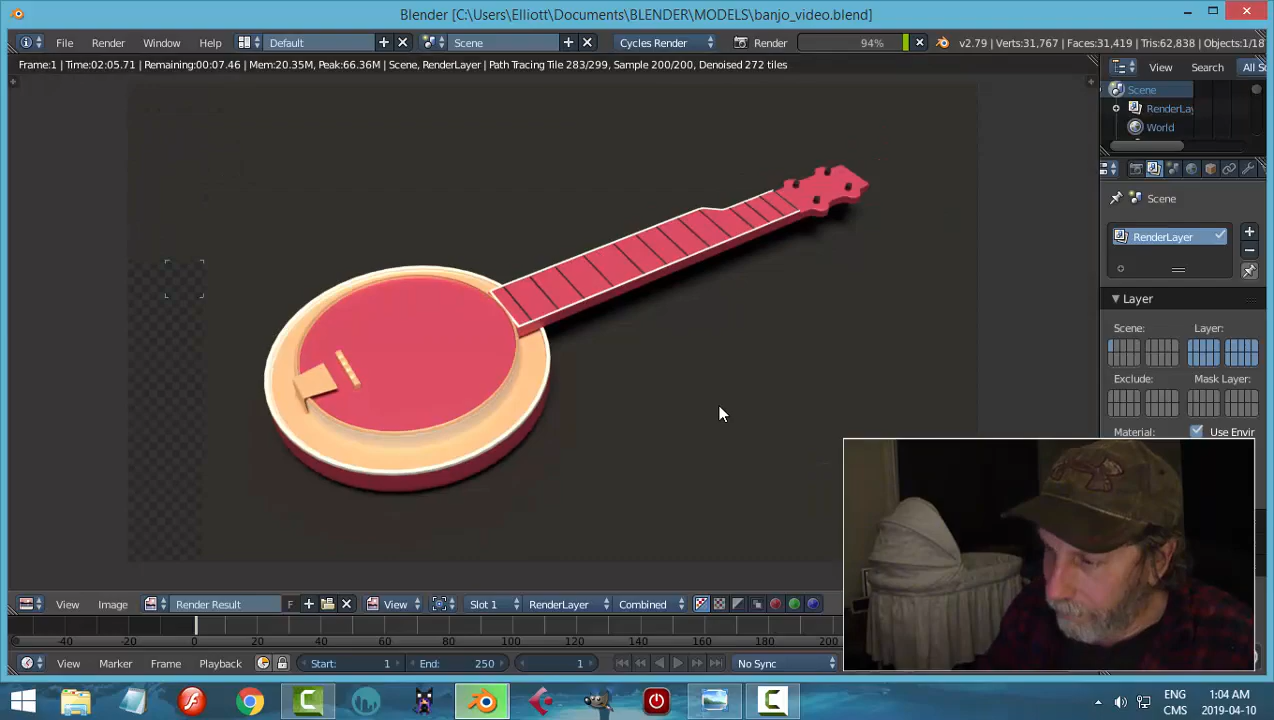 Blender [C:\Users\Elliott\Documents\BLENDER\MODELS\banjo_video.blend]
File Render Window Help Default Scene Cycles Render Render 94% v2.79 | Verts:31,767 | Faces:31,419 | Tris:62,838 | Objects:1/18
Frame:1 | Time:02:05.71 | Remaining:00:07.46 | Mem:20.35M, Peak:66.36M | Scene, RenderLayer | Path Tracing Tile 283/299, Sample 200/200, Denoised 272 tiles
View Search All Sc
Scene
RenderLay
World
Scene
RenderLayer
Layer
Scene: Layer:
Exclude: Mask Layer:
Material: Use Envir
View Image Render Result F View Slot 1 RenderLayer Combined
-40 -20 0 20 40 60 80 100 120 140 160 180 200
View Marker Frame Playback Start: 1 End: 250 1 No Sync
ENG 1:04 AM
CMS 2019-04-10